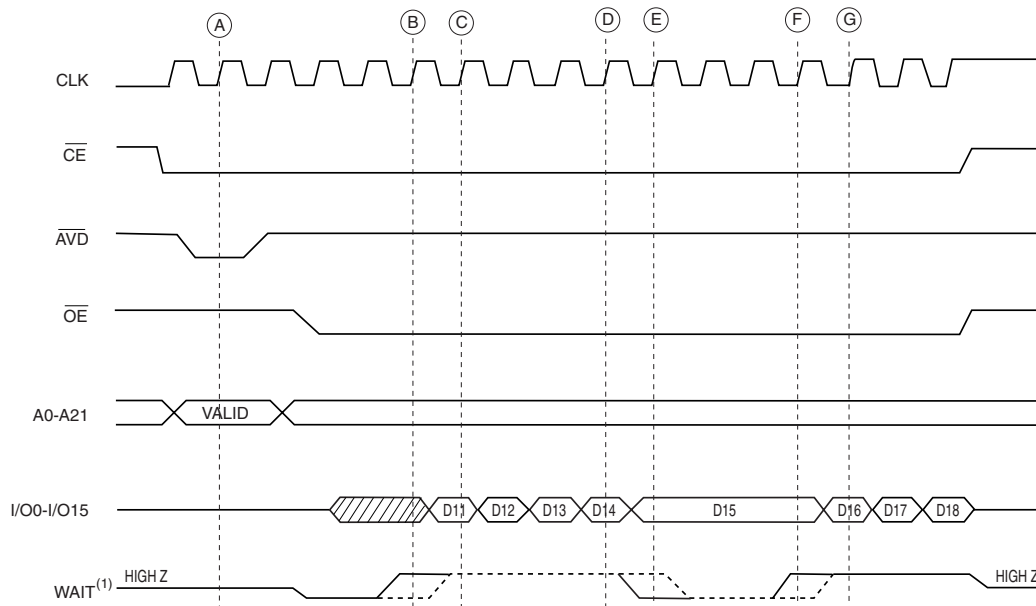 A B C D E F G
CLK
CE
AVD
OE
A0-A21 VALID
I/O0-I/O15 D11 D12 D13 D14 D15 D16 D17 D18
WAIT(1) HIGH Z HIGH Z